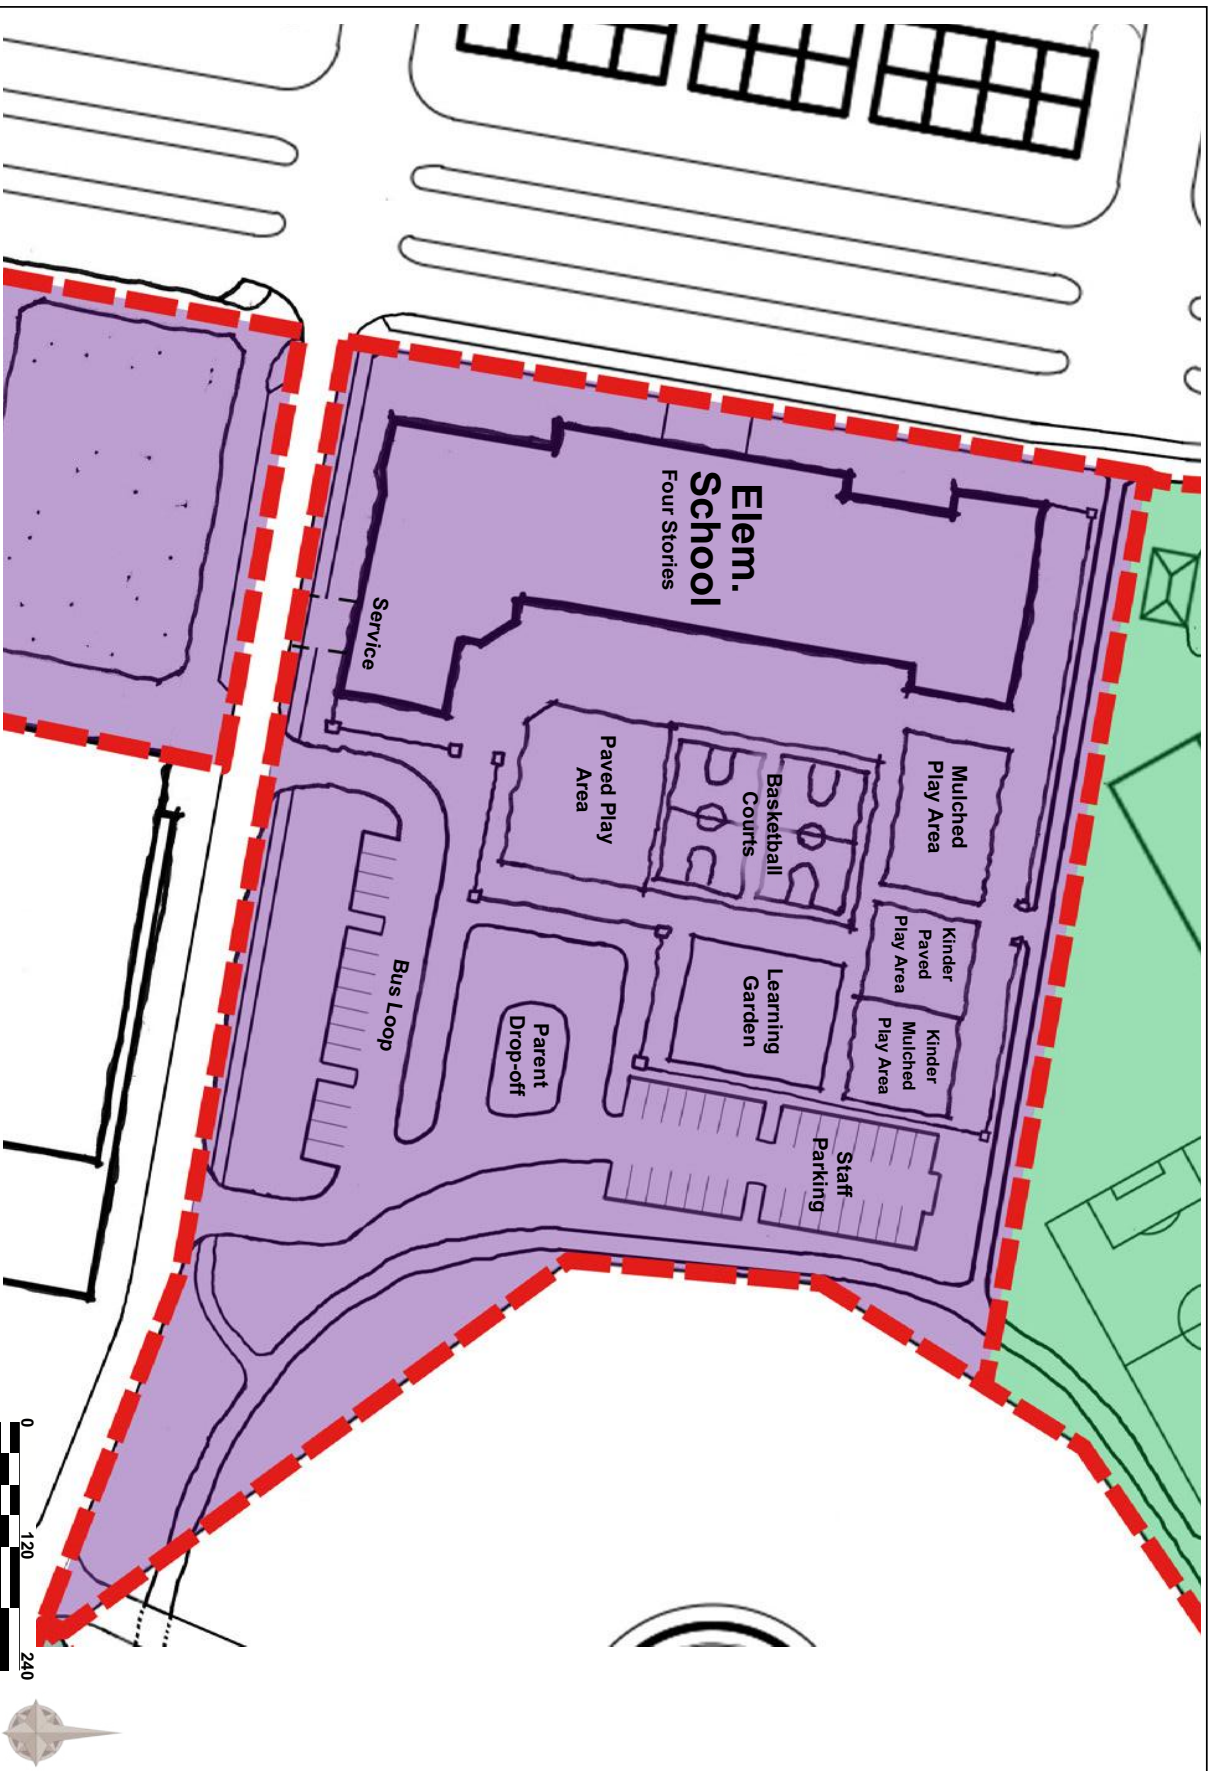 Elem.
School
Four Stories
Service
Mulched
Play Area
Basketball
Courts
Paved Play
Area
Kinder
Paved
Play Area
Kinder
Mulched
Play Area
Learning
Garden
Bus Loop
Parent
Drop-off
Staff
Parking
0
120
240